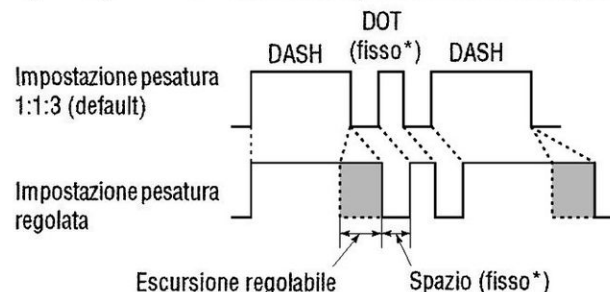 DOT
DASH (fisso*) DASH
Impostazione pesatura
1:1:3 (default)
Impostazione pesatura
regolata
Escursione regolabile Spazio (fisso*)